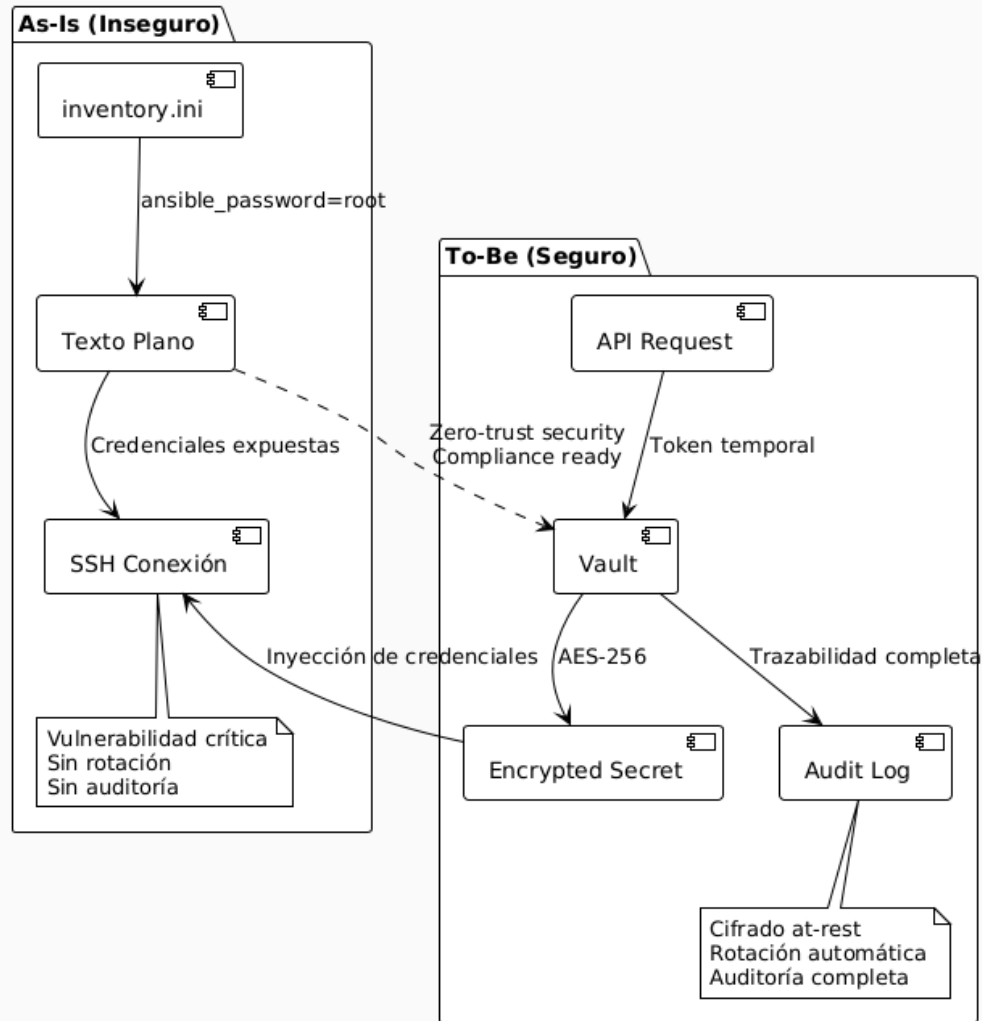 As-Is (Inseguro)
inventory.ini
ansible_password=root
Texto Plano
Credenciales expuestas
SSH Conexión
Vulnerabilidad crítica
Sin rotación
Sin auditoría
To-Be (Seguro)
API Request
Zero-trust security
Compliance ready
Token temporal
Vault
Inyección de credenciales
AES-256
Trazabilidad completa
Encrypted Secret
Audit Log
Cifrado at-rest
Rotación automática
Auditoría completa